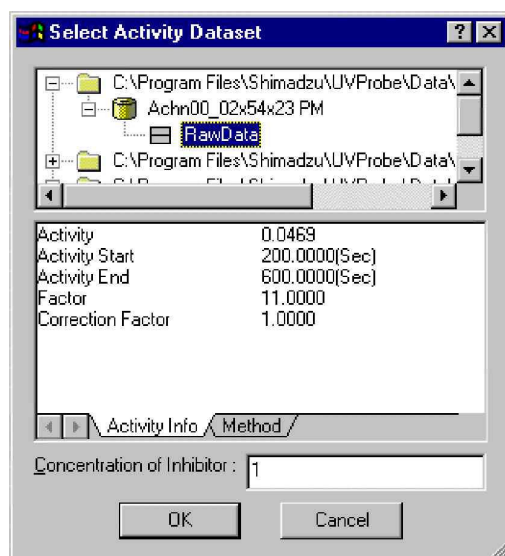 Select Activity Dataset
C:\Program Files\Shimadzu\UVProbe\Data\
Achn00_02x54x23 PM
RawData
C:\Program Files\Shimadzu\UVProbe\Data\
Activity 0.0469
Activity Start 200.0000(Sec)
Activity End 600.0000(Sec)
Factor 11.0000
Correction Factor 1.0000
Activity Info Method
Concentration of Inhibitor : 1
OK Cancel